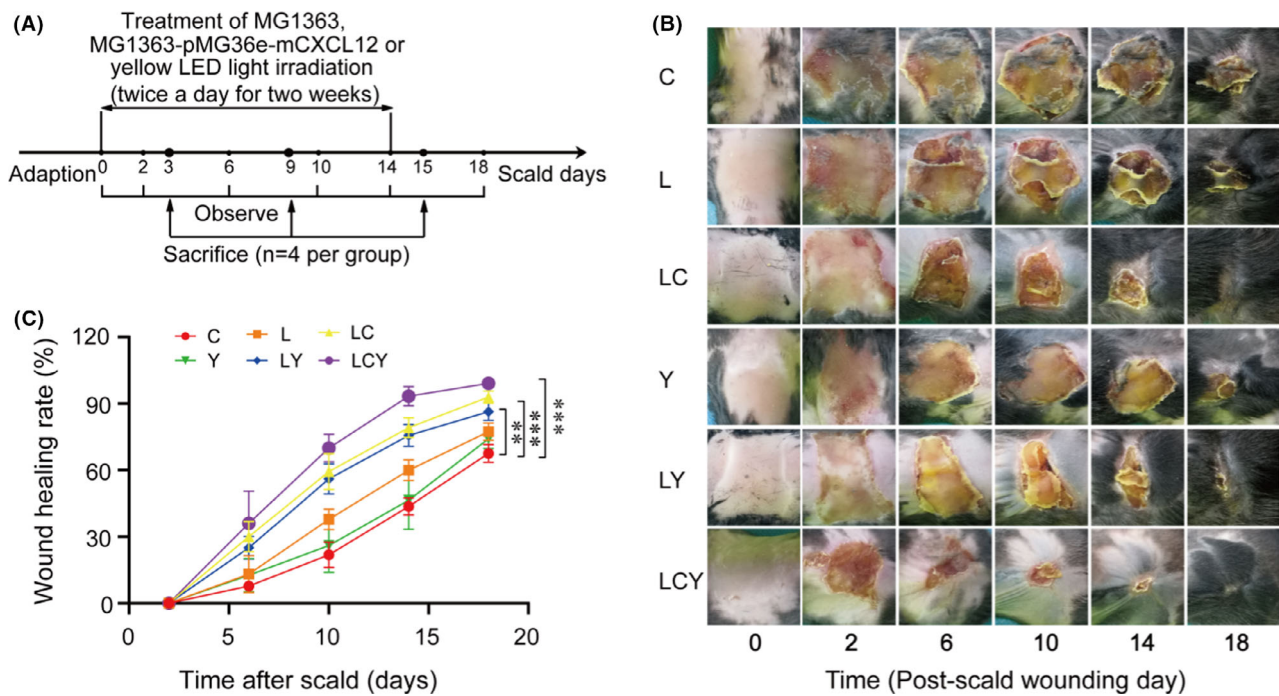 (A)
Treatment of MG1363,
MG1363-pMG36e-mCXCL12 or
yellow LED light irradiation
(twice a day for two weeks)
Adaption 0 2 3 6 9 10 14 15 18 Scald days
Observe
Sacrifice (n=4 per group)
(B)
C
L
LC
Y
LY
LCY
0 2 6 10 14 18
Time (Post-scald wounding day)
(C)
C L LC
Y LY LCY
Wound healing rate (%)
120
90
60
30
0
0 5 10 15 20
Time after scald (days)
**
***
***